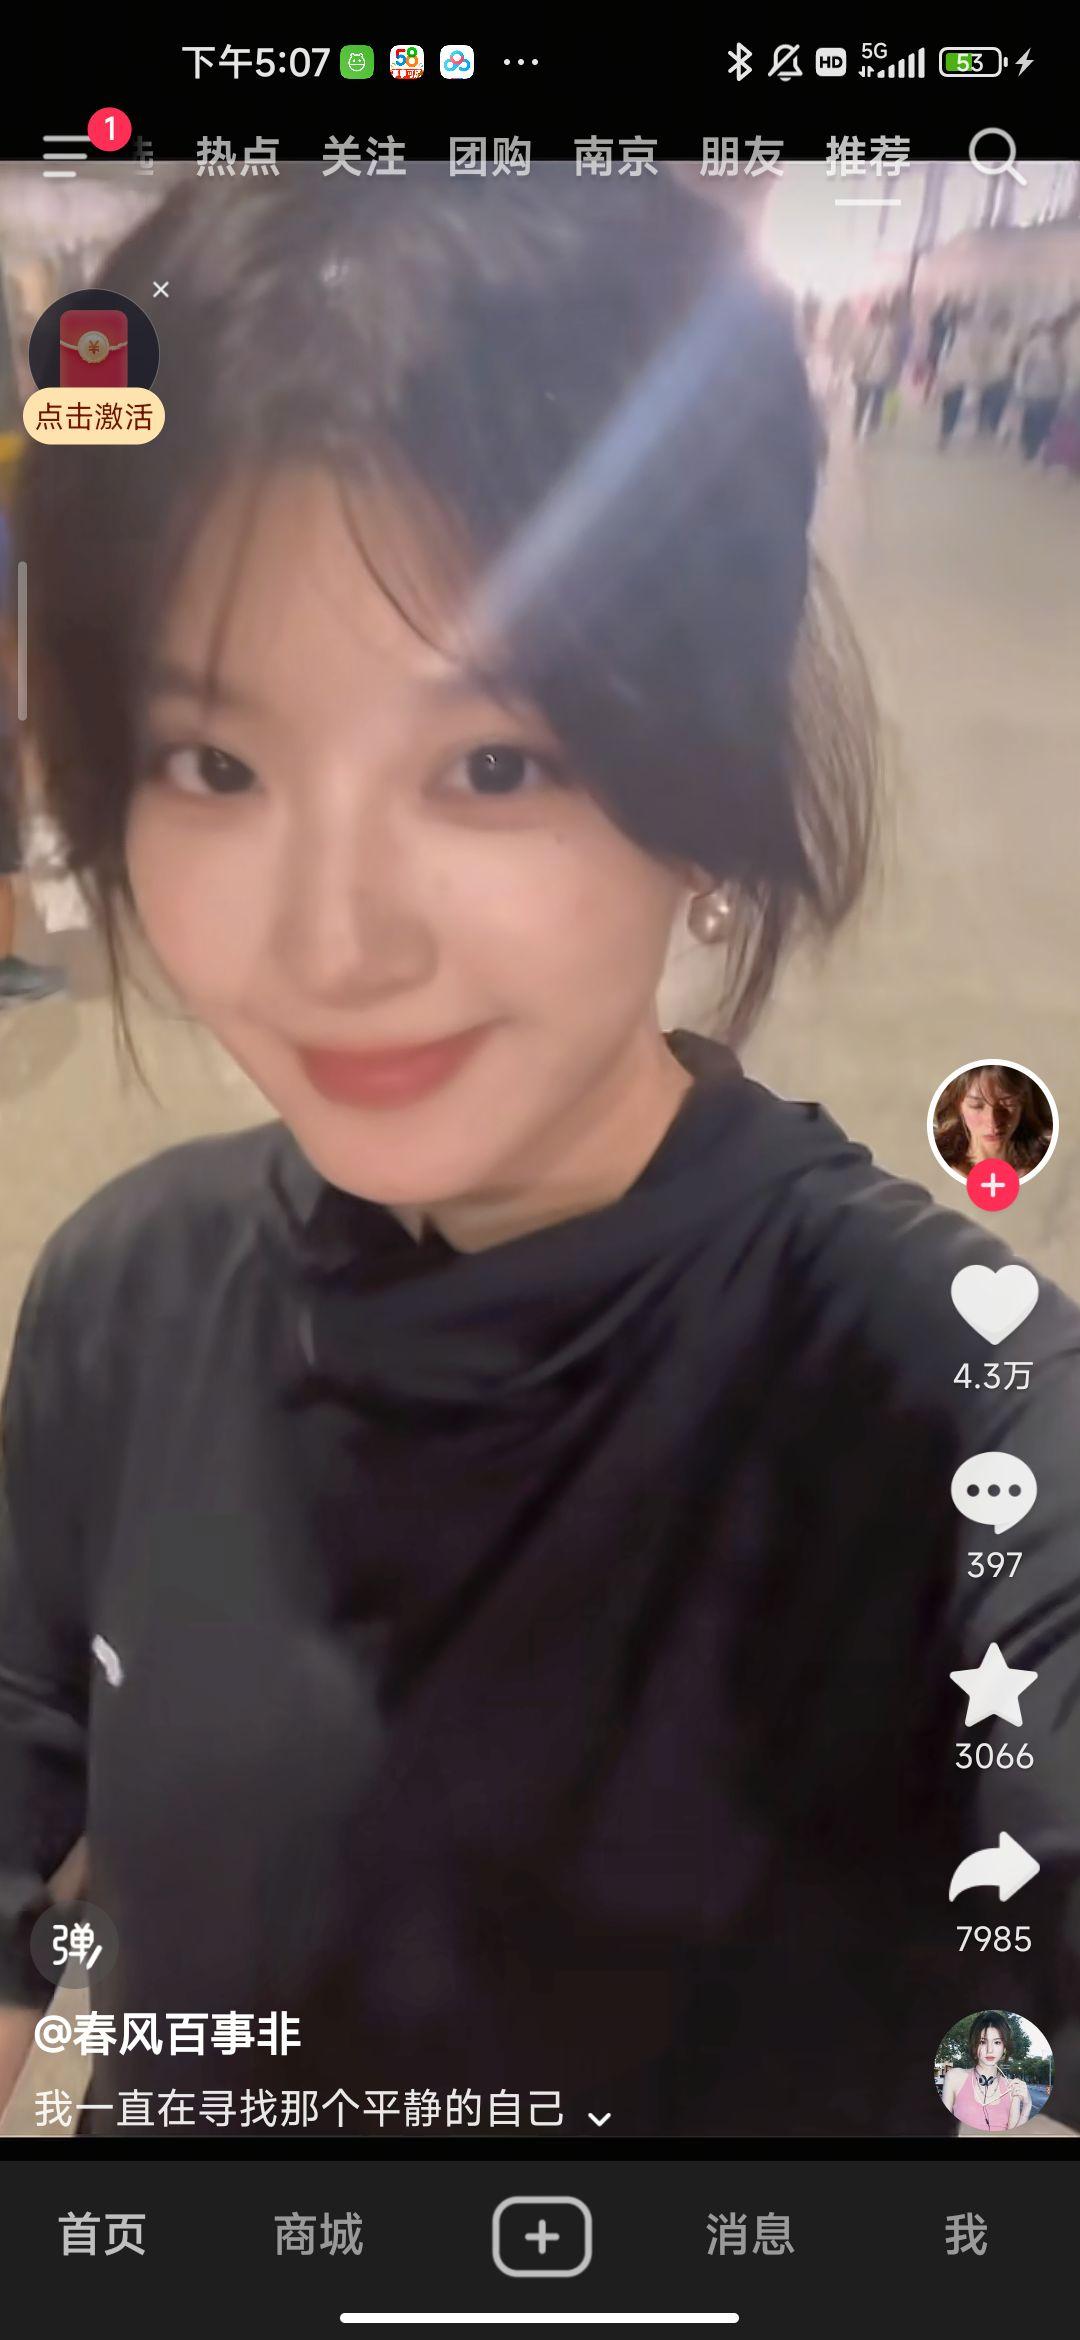 下午5:07
58
HD
5G
53
1
热点 关注 团购 南京 朋友 推荐
点击激活
4.3万
397
3066
7985
弹
@春风百事非
我一直在寻找那个平静的自己
首页 商城 消息 我